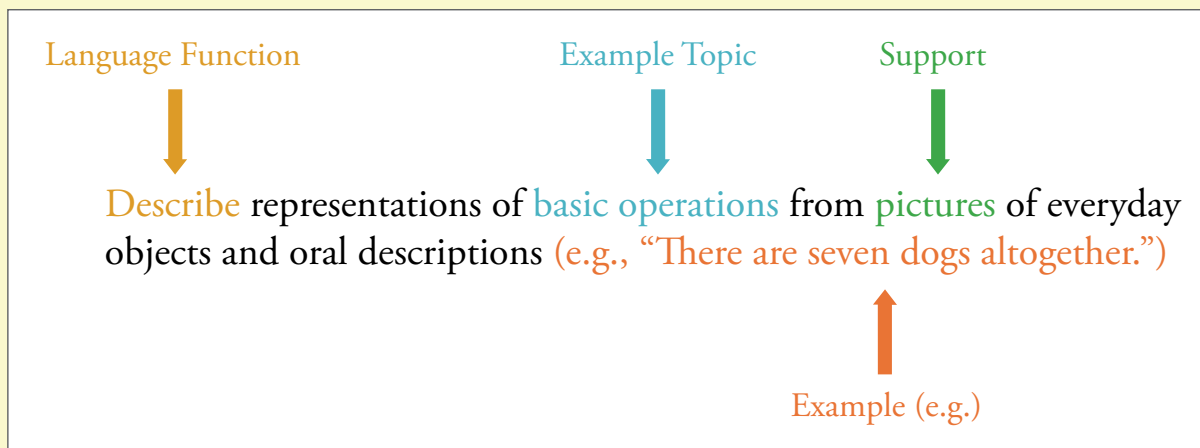 Language Function Example Topic Support
Describe representations of basic operations from pictures of everyday
objects and oral descriptions (e.g., “There are seven dogs altogether.”)
Example (e.g.)